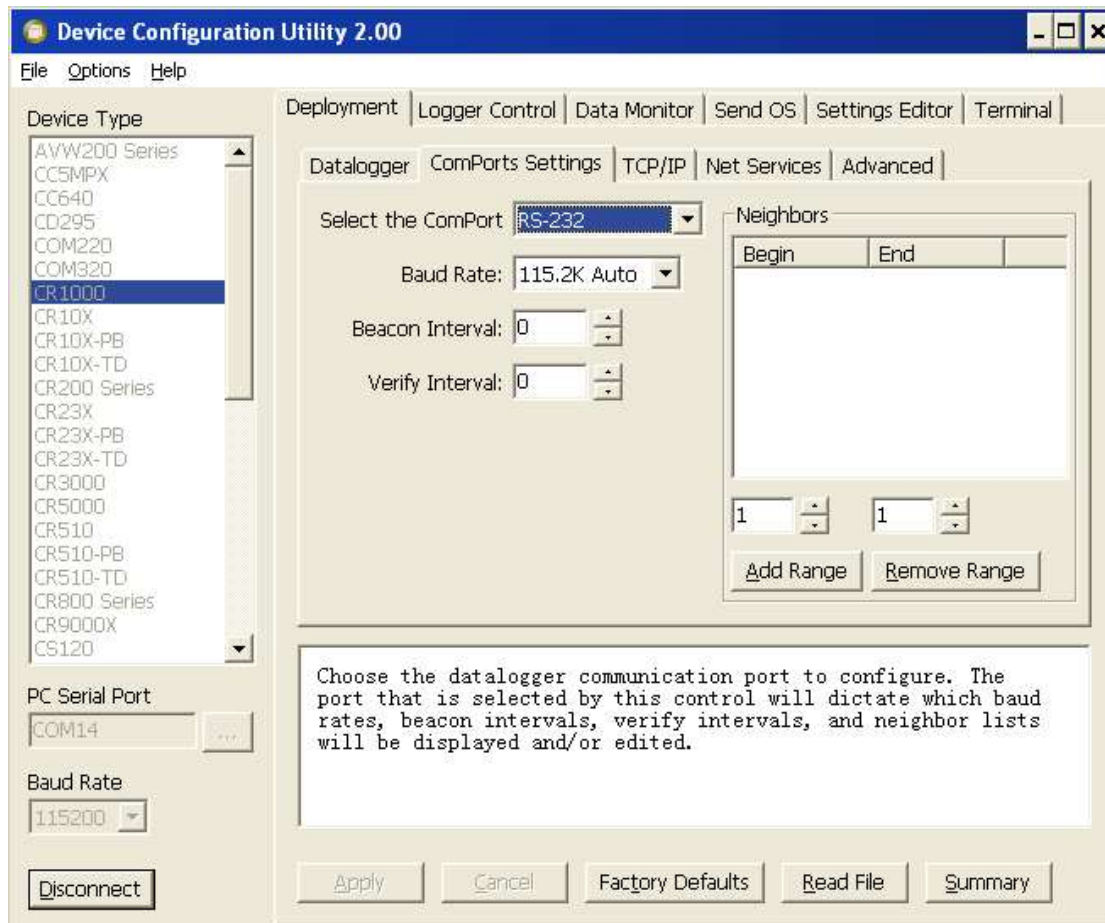 Device Configuration Utility 2.00
File Options Help
Device Type
AVW200 Series
CC5MPX
CC640
CD295
COM220
COM320
CR1000
CR10X
CR10X-PB
CR10X-TD
CR200 Series
CR23X
CR23X-PB
CR23X-TD
CR3000
CR5000
CR510
CR510-PB
CR510-TD
CR800 Series
CR9000X
CS120
PC Serial Port
COM14 ...
Baud Rate
115200
Disconnect
Deployment Logger Control Data Monitor Send OS Settings Editor Terminal
Datalogger ComPorts Settings TCP/IP Net Services Advanced
Select the ComPort RS-232
Baud Rate: 115.2K Auto
Beacon Interval: 0
Verify Interval: 0
Neighbors
Begin End
1 1
Add Range Remove Range
Choose the datalogger communication port to configure. The
port that is selected by this control will dictate which baud
rates, beacon intervals, verify intervals, and neighbor lists
will be displayed and/or edited.
Apply Cancel Factory Defaults Read File Summary